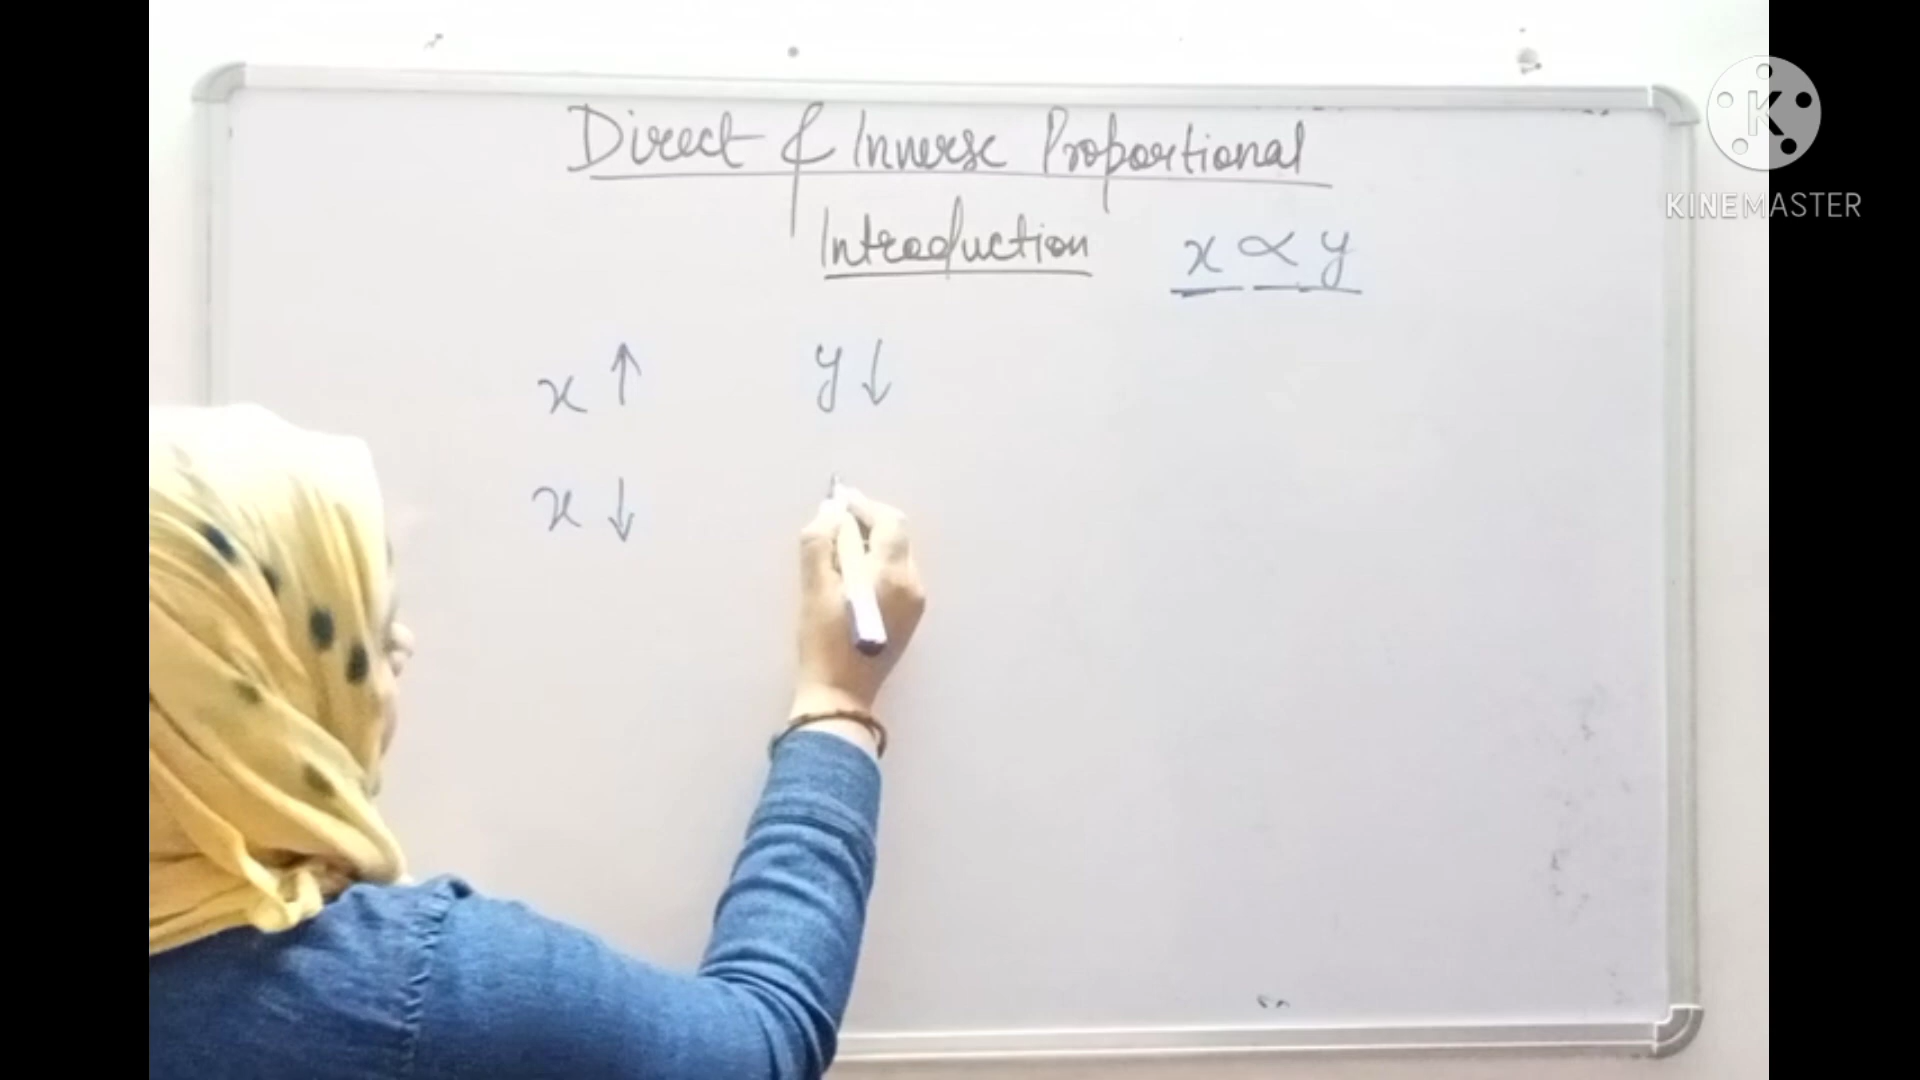 Direct & Inverse Proportional
Introduction
x ∝ y
x ↑ y ↓
x ↓
KINEMASTER